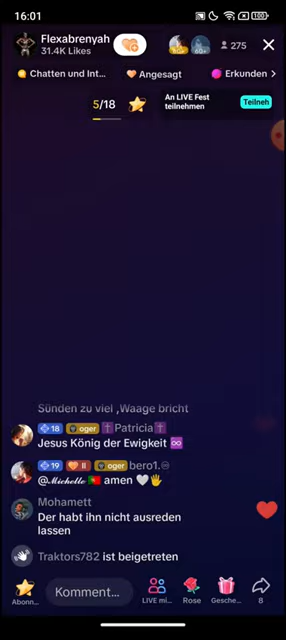 16:01
100
Flexabrenyah
31.4K Likes
275
Chatten und Int...
Angesagt
Erkunden
5/18
An LIVE Fest
teilnehmen
Teilneh
Sünden zu viel ,Waage bricht
18 oger ✝️Patricia✝️
Jesus König der Ewigkeit ♾️
19 II oger bero1.♾
@𝓜𝓲𝓬𝓱𝓮𝓵𝓵𝓮 🇵🇹 amen 🤍🖐️
Mohamett
Der habt ihn nicht ausreden
lassen
Traktors782 ist beigetreten
Abonn...
Komment...
LIVE mi...
Rose
Gesche...
8